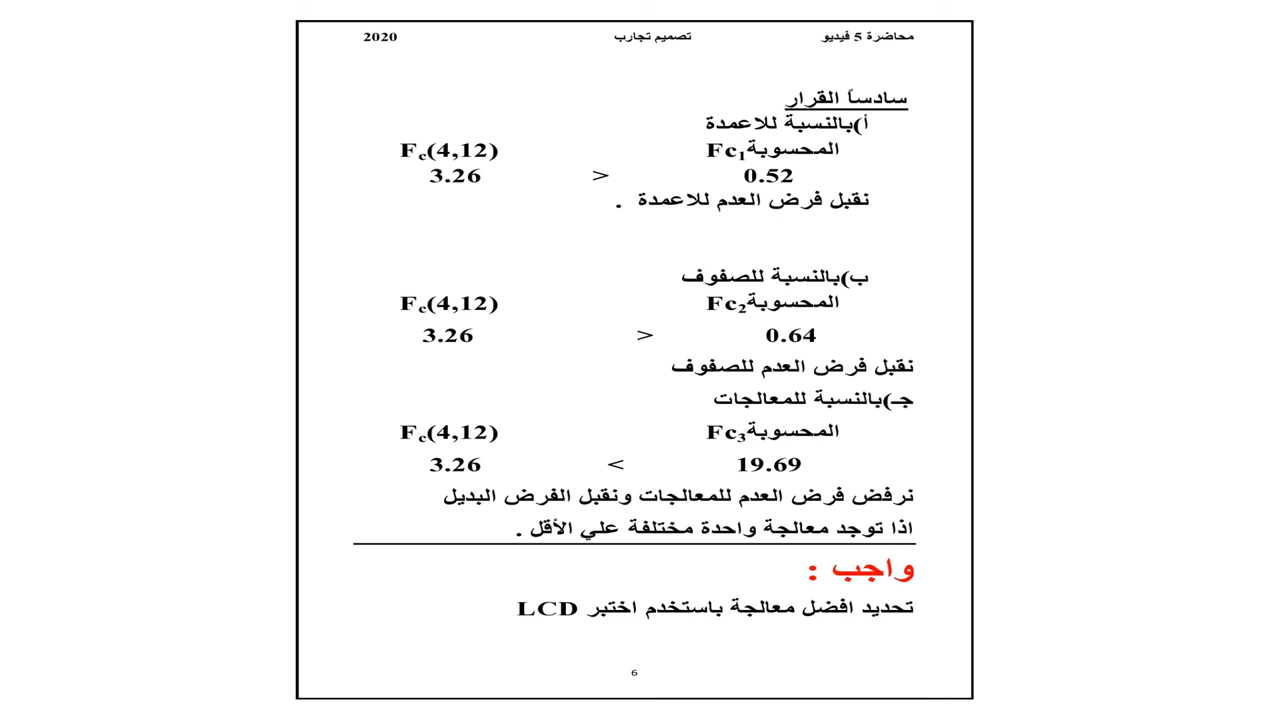 محاضرة 5 فيديو تصميم تجارب 2020
سادساً القرار
أ)بالنسبة للاعمدة
المحسوبةFc₁ F_c(4,12)
0.52 > 3.26
نقبل فرض العدم للاعمدة .
ب)بالنسبة للصفوف
المحسوبةFc₂ F_c(4,12)
0.64 > 3.26
نقبل فرض العدم للصفوف
جـ)بالنسبة للمعالجات
المحسوبةFc₃ F_c(4,12)
19.69 < 3.26
نرفض فرض العدم للمعالجات ونقبل الفرض البديل
اذا توجد معالجة واحدة مختلفة علي الأقل .
واجب :
تحديد افضل معالجة باستخدم اختبر LCD
6